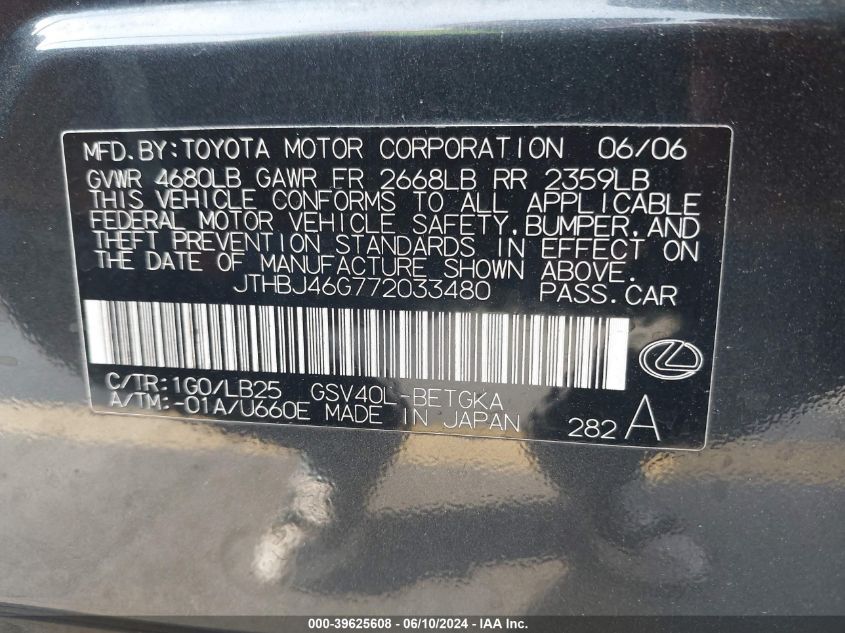 MFD.BY:TOYOTA MOTOR CORPORATION 06/06
GVWR 4680LB GAWR FR 2668LB RR 2359LB
THIS VEHICLE CONFORMS TO ALL APPLICABLE
FEDERAL MOTOR VEHICLE SAFETY,BUMPER,AND
THEFT PREVENTION STANDARDS IN EFFECT ON
THE DATE OF MANUFACTURE SHOWN ABOVE.
JTHBJ46G772033480 PASS.CAR
C/TR:1G0/LB25 GSV40L-BETGKA
A/TM:-01A/U660E MADE IN JAPAN
282 A
000-39625608 - 06/10/2024 - IAA Inc.